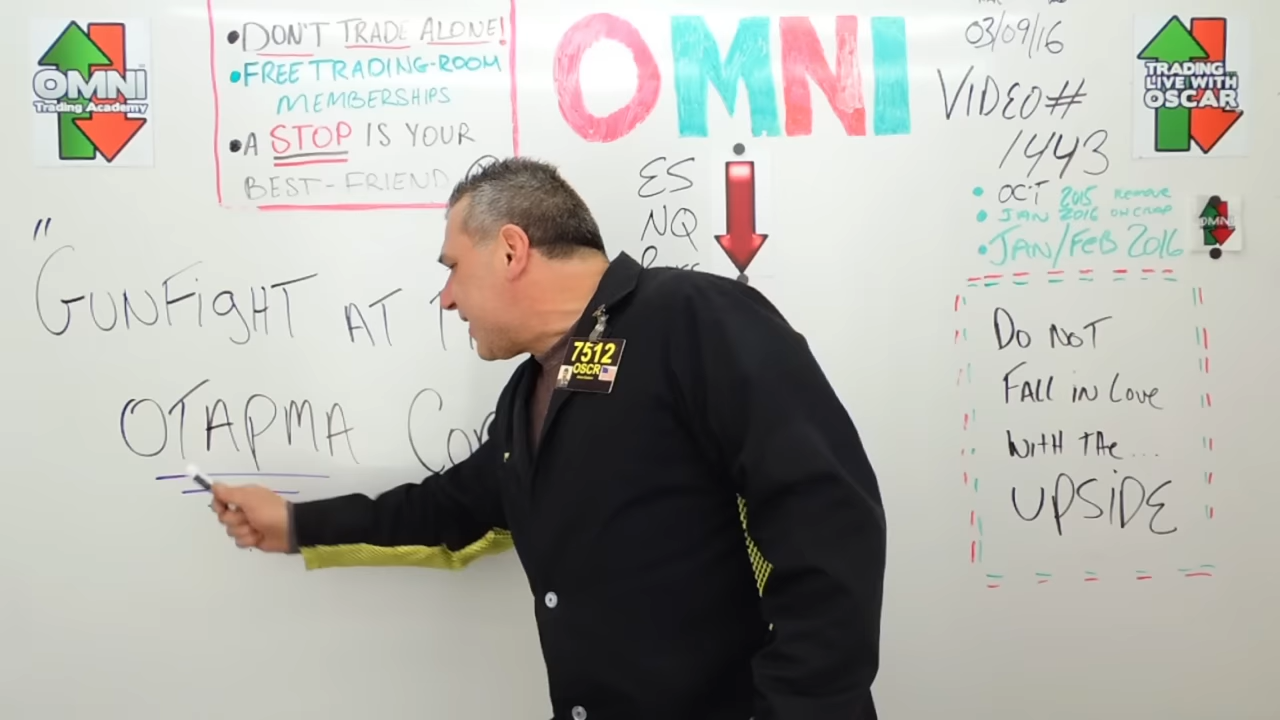 OMNI
Trading Academy
•DON'T TRADE ALONE!
•FREE TRADING-ROOM
MEMBERSHIPS
•A STOP IS YOUR
BEST-FRIEND
OMNI
ES
NQ
03/09/16
VIDEO#
1443
• OCT 2015
• JAN 2016
•JAN/FEB 2016
TRADING
LIVE WITH
OSCAR
OMNI
"
GUNFIGHT AT
OTAPMA
7512
OSCR
DO NOT
FALL IN LOVE
WITH THE...
UPSIDE